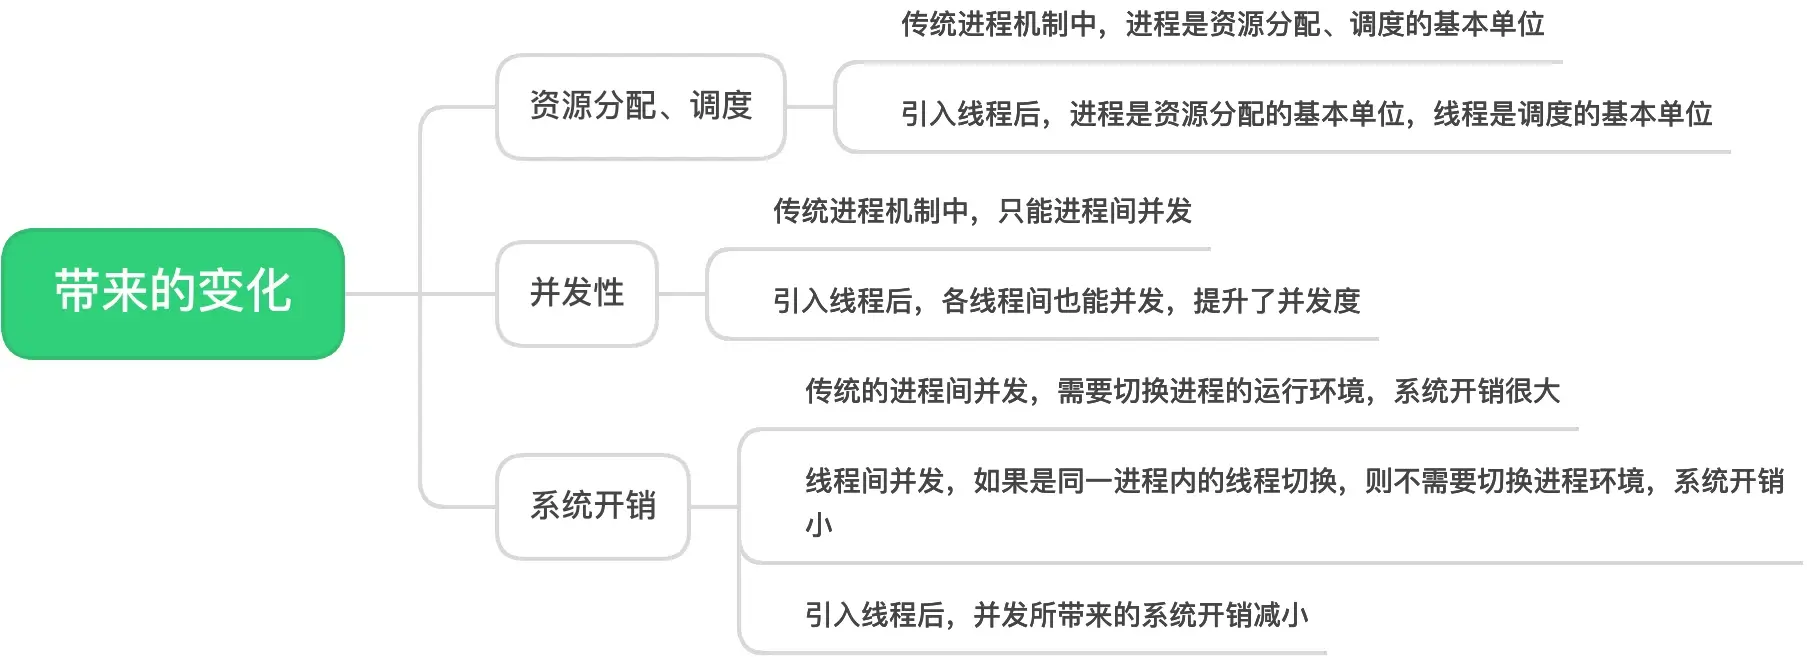 带来的变化
资源分配、调度
传统进程机制中，进程是资源分配、调度的基本单位
引入线程后，进程是资源分配的基本单位，线程是调度的基本单位
并发性
传统进程机制中，只能进程间并发
引入线程后，各线程间也能并发，提升了并发度
系统开销
传统的进程间并发，需要切换进程的运行环境，系统开销很大
线程间并发，如果是同一进程内的线程切换，则不需要切换进程环境，系统开销
小
引入线程后，并发所带来的系统开销减小